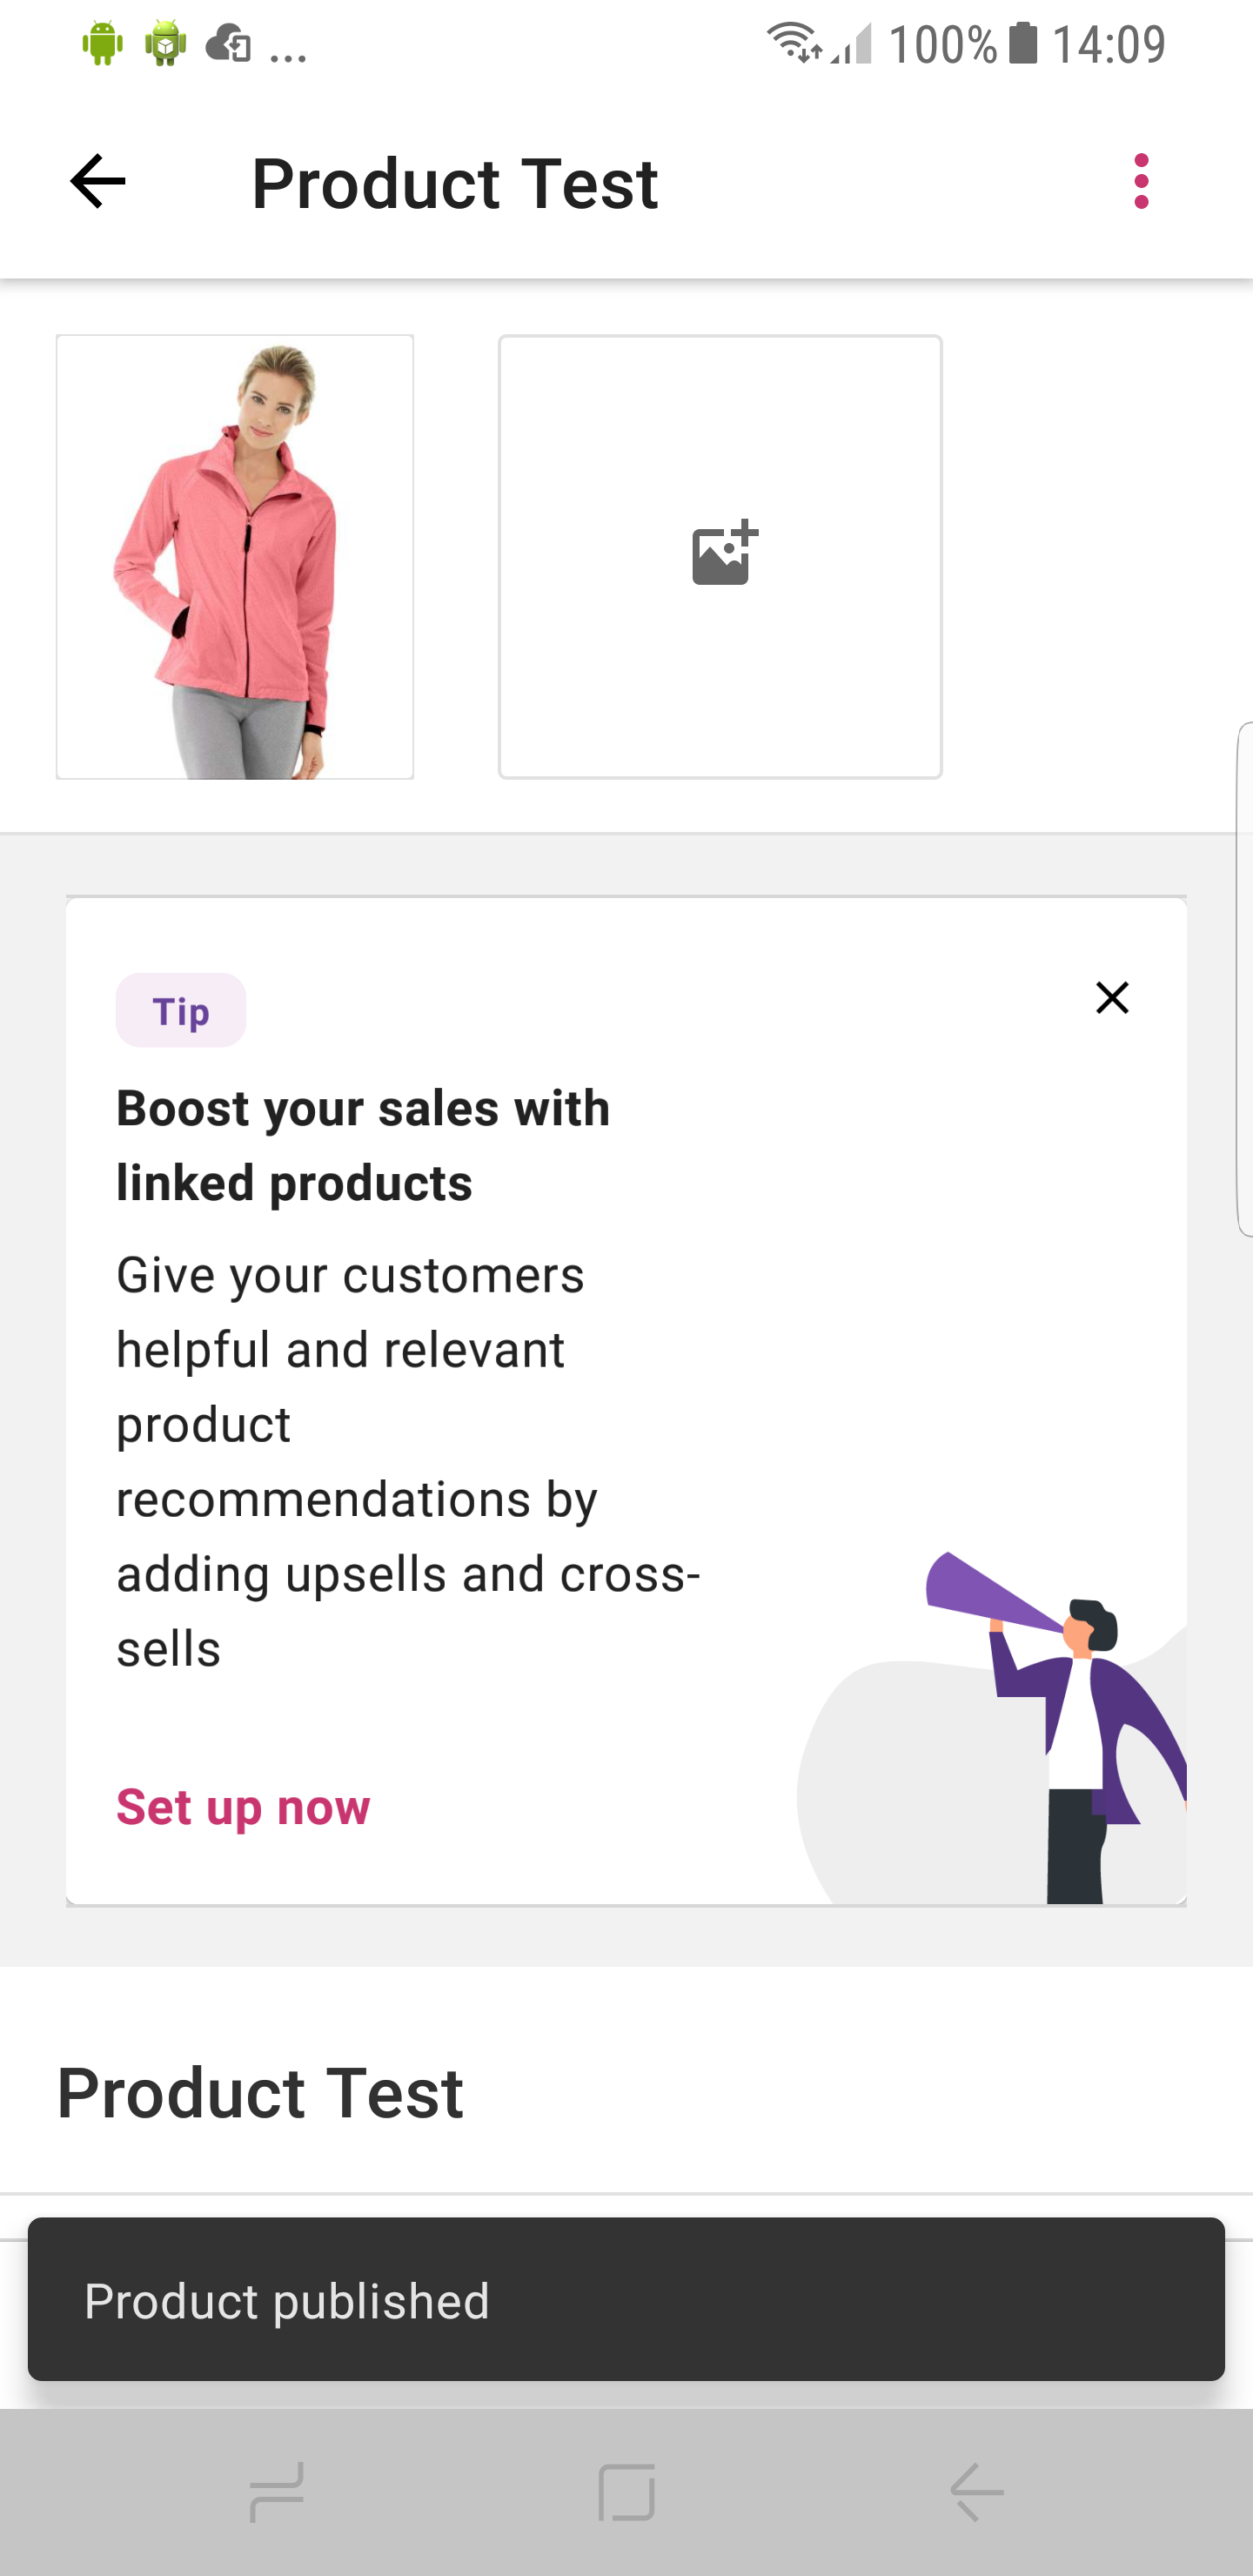 ... 100% 14:09
Product Test
Tip
Boost your sales with
linked products
Give your customers
helpful and relevant
product
recommendations by
adding upsells and cross-
sells
Set up now
Product Test
Product published